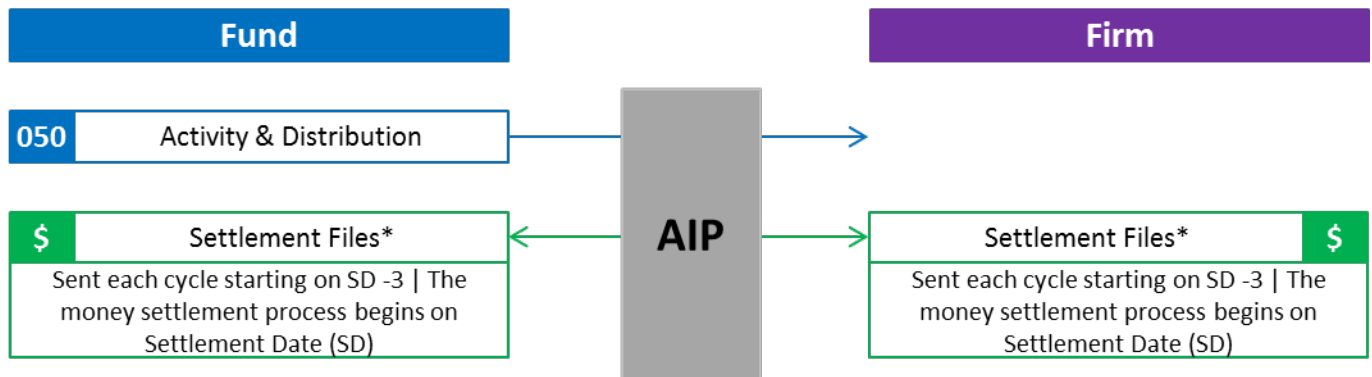 Fund
Firm
050 Activity & Distribution
AIP
$ Settlement Files*
Sent each cycle starting on SD -3 | The
money settlement process begins on
Settlement Date (SD)
Settlement Files* $
Sent each cycle starting on SD -3 | The
money settlement process begins on
Settlement Date (SD)